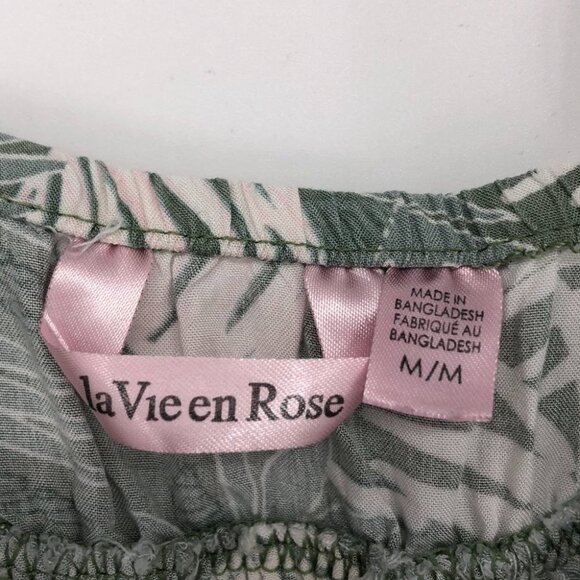 la Vie en Rose
MADE IN
BANGLADESH
FABRIQUÉ AU
BANGLADESH
M/M